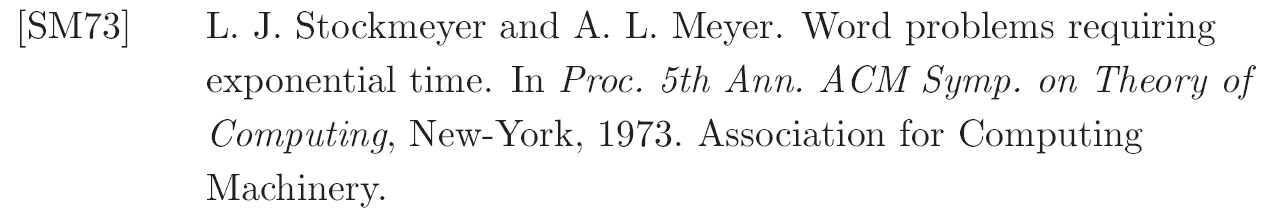 [SM73] L. J. Stockmeyer and A. L. Meyer. Word problems requiring
exponential time. In Proc. 5th Ann. ACM Symp. on Theory of
Computing, New-York, 1973. Association for Computing
Machinery.